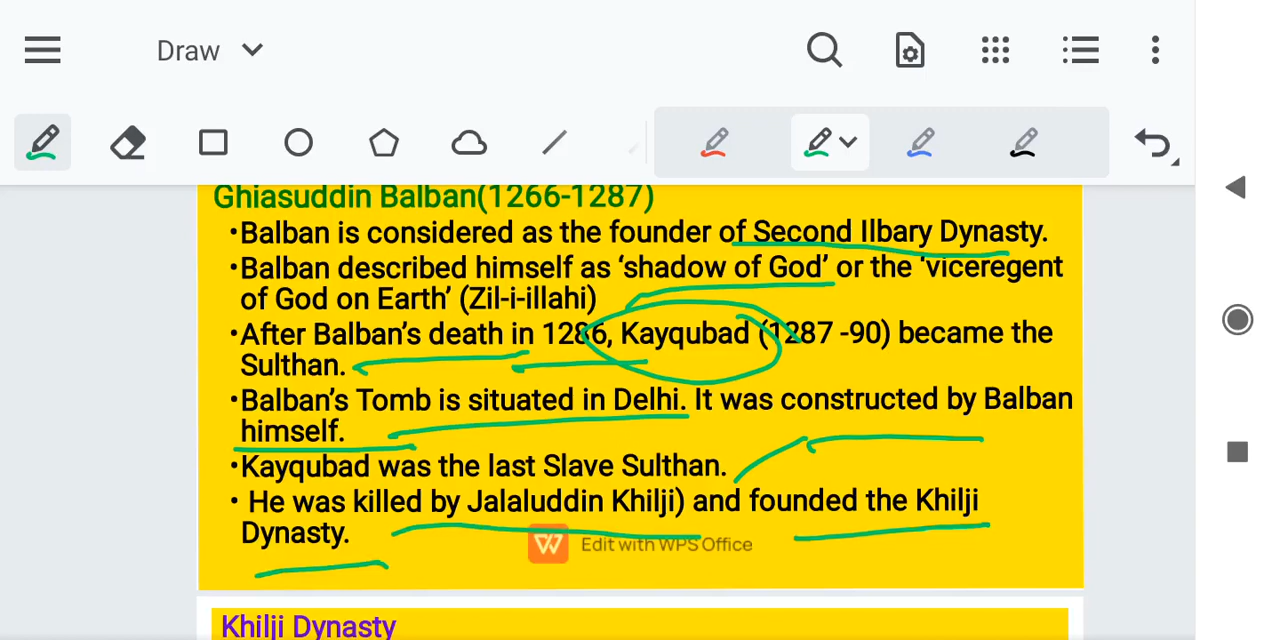 Draw
Ghiasuddin Balban(1266-1287)
•Balban is considered as the founder of Second Ilbary Dynasty.
•Balban described himself as ‘shadow of God’ or the ‘viceregent
of God on Earth’ (Zil-i-illahi)
•After Balban’s death in 1286, Kayqubad (1287 -90) became the
Sulthan.
•Balban’s Tomb is situated in Delhi. It was constructed by Balban
himself.
•Kayqubad was the last Slave Sulthan.
• He was killed by Jalaluddin Khilji) and founded the Khilji
Dynasty.
Edit with WPS Office
Khilji Dynasty